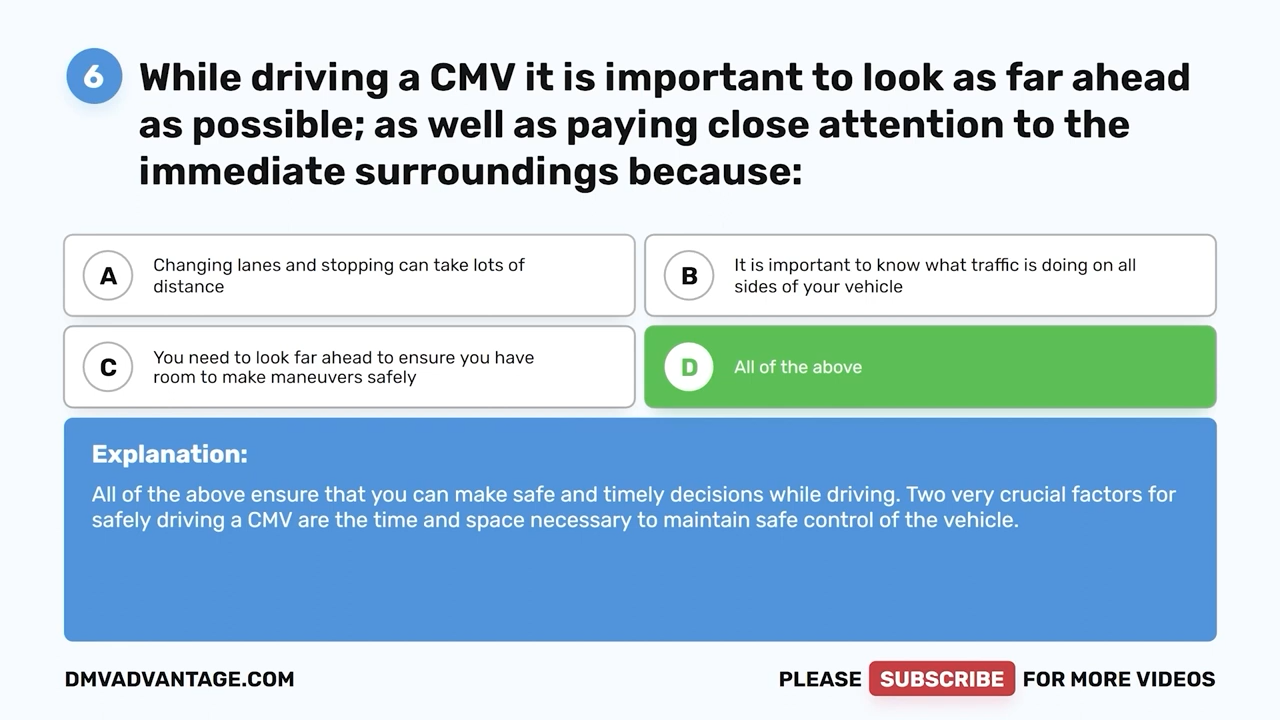 6
While driving a CMV it is important to look as far ahead
as possible; as well as paying close attention to the
immediate surroundings because:
A
Changing lanes and stopping can take lots of
distance
B
It is important to know what traffic is doing on all
sides of your vehicle
C
You need to look far ahead to ensure you have
room to make maneuvers safely
D
All of the above
Explanation:
All of the above ensure that you can make safe and timely decisions while driving. Two very crucial factors for
safely driving a CMV are the time and space necessary to maintain safe control of the vehicle.
DMVADVANTAGE.COM
PLEASE SUBSCRIBE FOR MORE VIDEOS